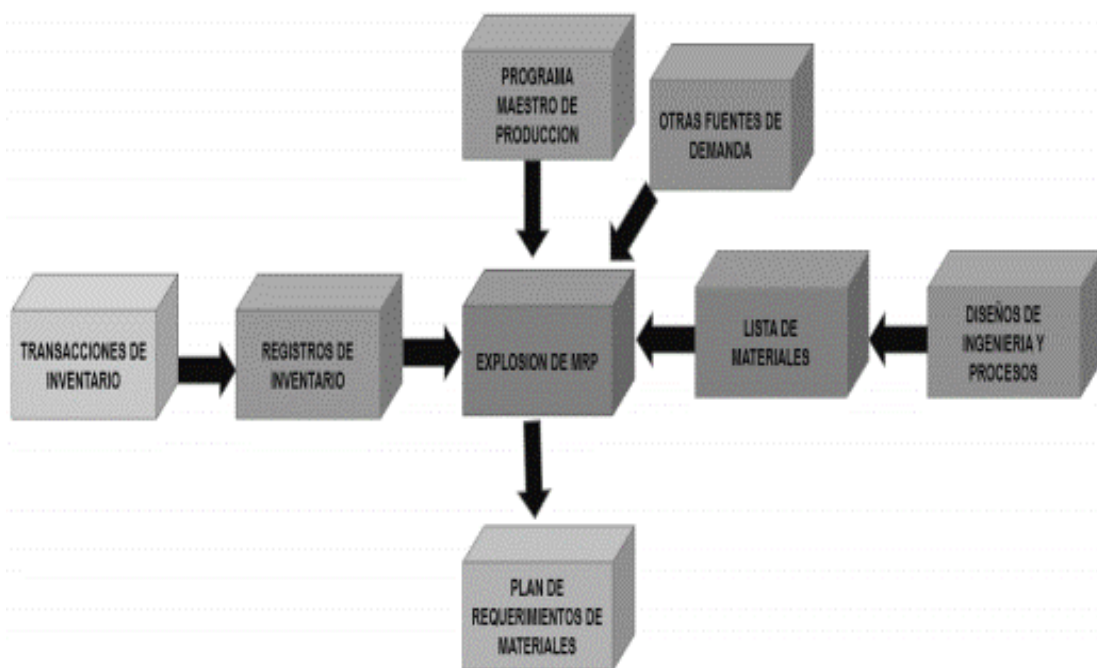 PROGRAMA
MAESTRO DE
PRODUCCION
OTRAS FUENTES DE
DEMANDA
TRANSACCIONES DE
INVENTARIO
REGISTROS DE
INVENTARIO
EXPLOSION DE MRP
LISTA DE
MATERIALES
DISEÑOS DE
INGENIERIA Y
PROCESOS
PLAN DE
REQUERIMIENTOS DE
MATERIALES